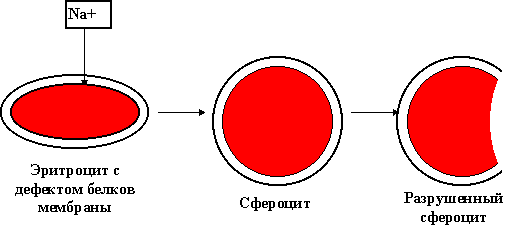 Na+
Эритроцит с
дефектом белков
мембраны
Сфероцит
Разрушенный
сфероцит